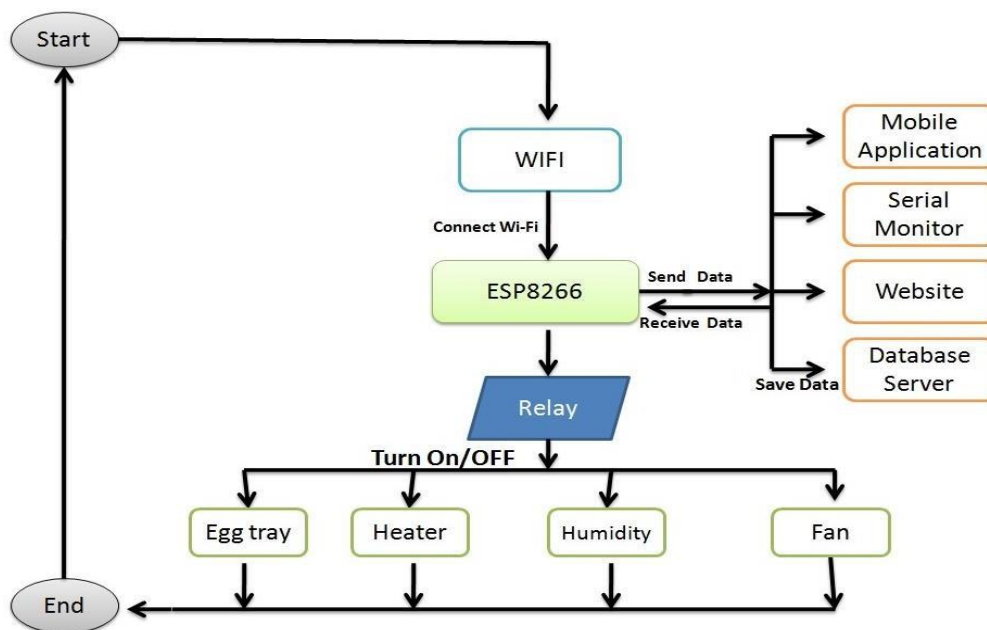 Start
WIFI
Connect Wi-Fi
ESP8266
Send Data
Receive Data
Mobile
Application
Serial
Monitor
Website
Database
Server
Save Data
Relay
Turn On/OFF
Egg tray
Heater
Humidity
Fan
End